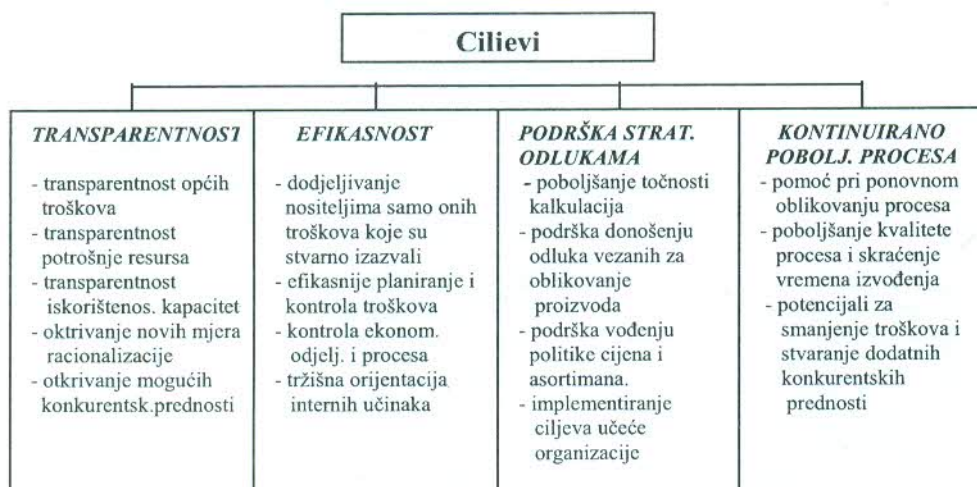 Cilievi
TRANSPARENTNOST
- transparentnost općih
troškova
- transparentnost
potrošnje resursa
- transparentnost
iskorištenos. kapacitet
- oktrivanje novih mjera
racionalizacije
- otkrivanje mogućih
konkurentsk.prednosti
EFIKASNOST
- dodjeljivanje
nositeljima samo onih
troškova koje su
stvarno izazvali
- efikasnije planiranje i
kontrola troškova
- kontrola ekonom.
odjelj. i procesa
- tržišna orijentacija
internih učinaka
PODRŠKA STRAT.
ODLUKAMA
- poboljšanje točnosti
kalkulacija
- podrška donošenju
odluka vezanih za
oblikovanje
proizvoda
- podrška vođenju
politike cijena i
asortimana.
- implementiranje
ciljeva učeće
organizacije
KONTINUIRANO
POBOLJ. PROCESA
- pomoć pri ponovnom
oblikovanju procesa
- poboljšanje kvalitete
procesa i skraćenje
vremena izvođenja
- potencijali za
smanjenje troškova i
stvaranje dodatnih
konkurentskih
prednosti